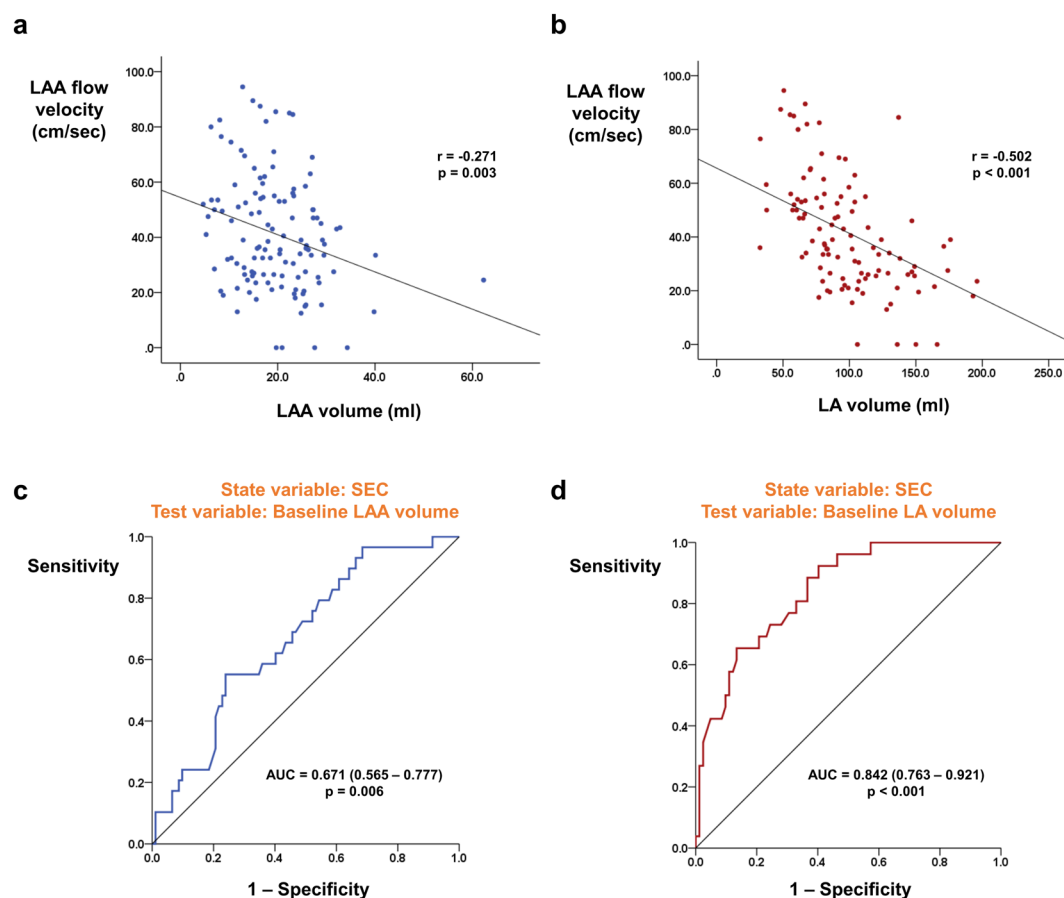 a
LAA flow
velocity
(cm/sec)
100.0
80.0
60.0
40.0
20.0
.0
r = -0.271
p = 0.003
.0 20.0 40.0 60.0
LAA volume (ml)
b
LAA flow
velocity
(cm/sec)
100.0
80.0
60.0
40.0
20.0
.0
r = -0.502
p < 0.001
.0 50.0 100.0 150.0 200.0 250.0
LA volume (ml)
c
State variable: SEC
Test variable: Baseline LAA volume
Sensitivity
1.0
0.8
0.6
0.4
0.2
0.0
AUC = 0.671 (0.565 – 0.777)
p = 0.006
0.0 0.2 0.4 0.6 0.8 1.0
1 – Specificity
d
State variable: SEC
Test variable: Baseline LA volume
Sensitivity
1.0
0.8
0.6
0.4
0.2
0.0
AUC = 0.842 (0.763 – 0.921)
p < 0.001
0.0 0.2 0.4 0.6 0.8 1.0
1 – Specificity